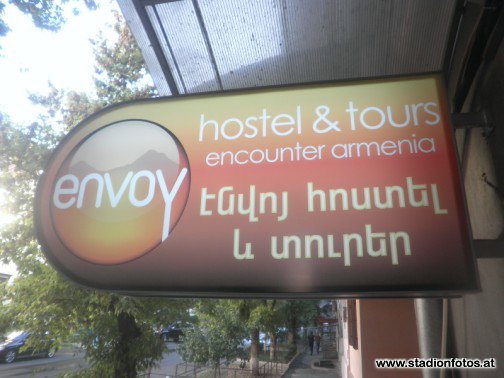 envoy
hostel & tours
encounter armenia
էնվոյ հոստել
և տուրեր
www.stadionfotos.at